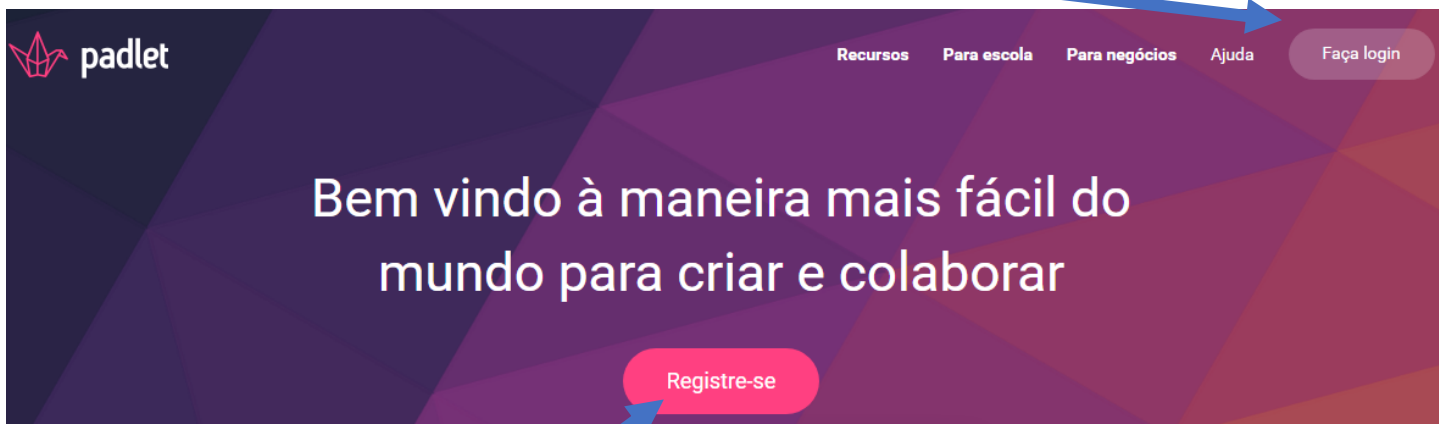 padlet
Recursos Para escola Para negócios Ajuda Faça login
Bem vindo à maneira mais fácil do
mundo para criar e colaborar
Registre-se